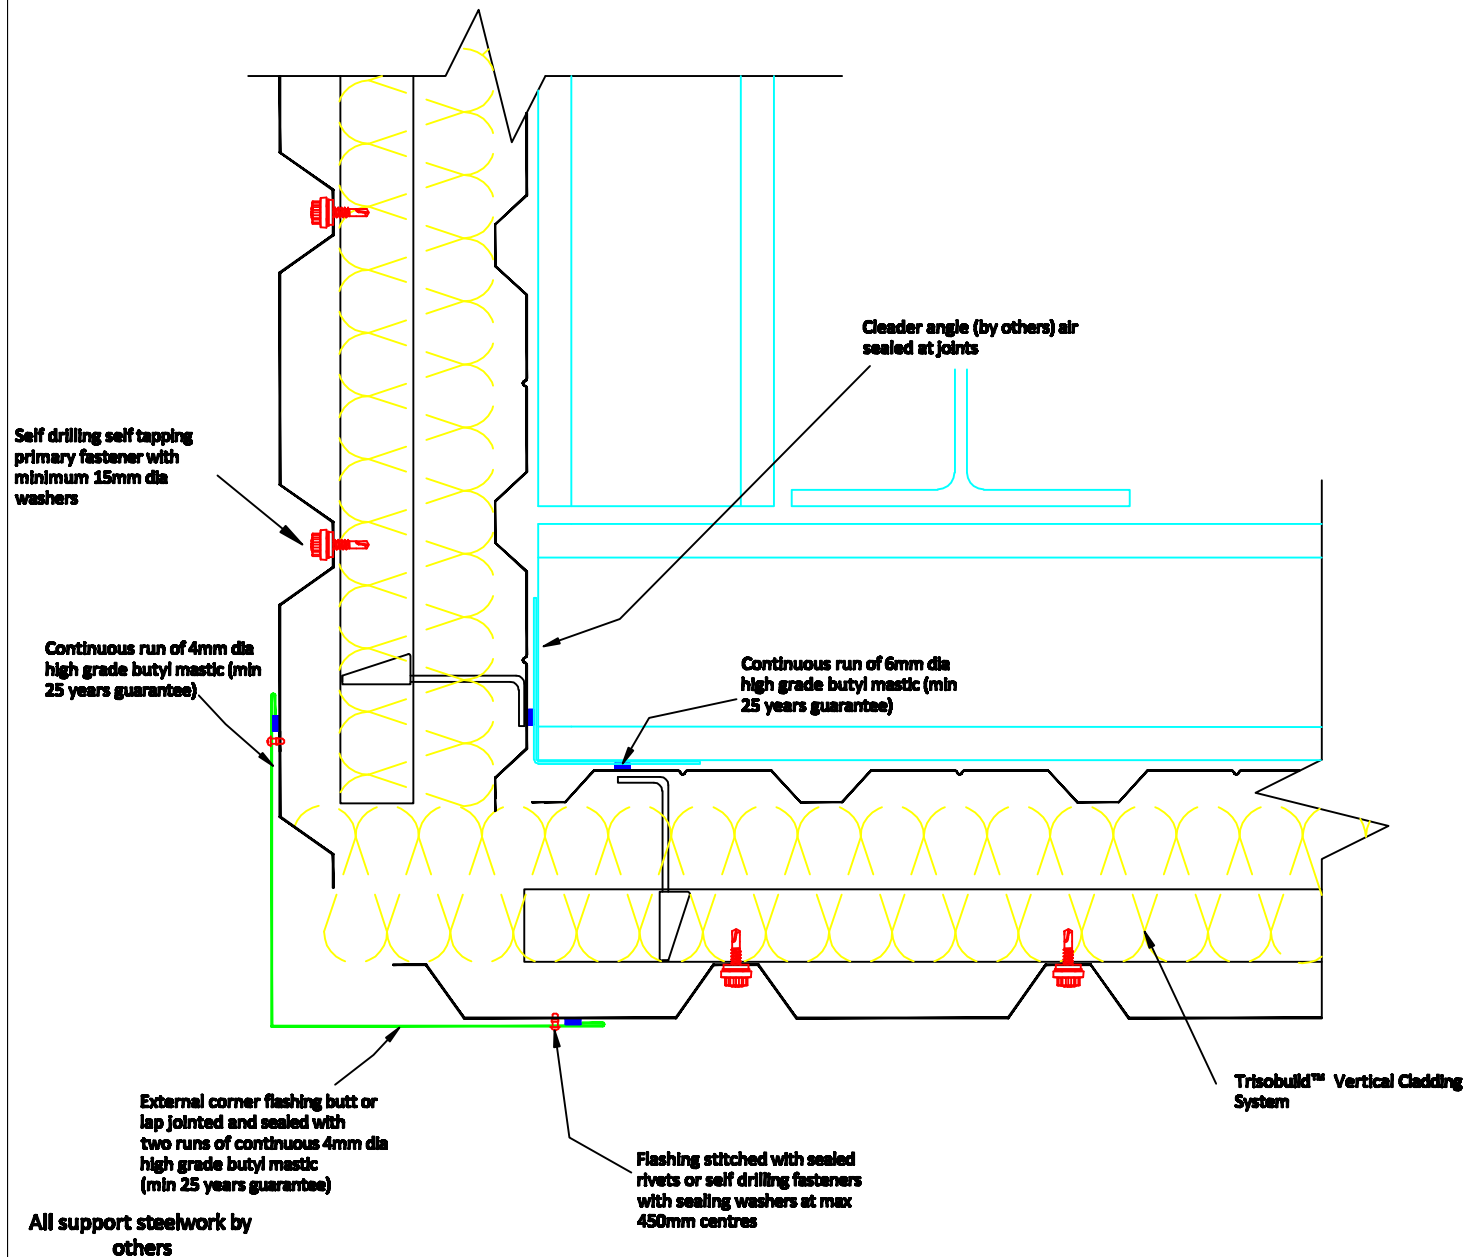 Cleader angle (by others) air
sealed at joints
Self drilling self tapping
primary fastener with
minimum 15mm dia
washers
Continuous run of 4mm dia
high grade butyl mastic (min
25 years guarantee)
Continuous run of 6mm dia
high grade butyl mastic (min
25 years guarantee)
Trisobuild™ Vertical Cladding
System
External corner flashing butt or
lap jointed and sealed with
two runs of continuous 4mm dia
high grade butyl mastic
(min 25 years guarantee)
Flashing stitched with sealed
rivets or self drilling fasteners
with sealing washers at max
450mm centres
All support steelwork by
others